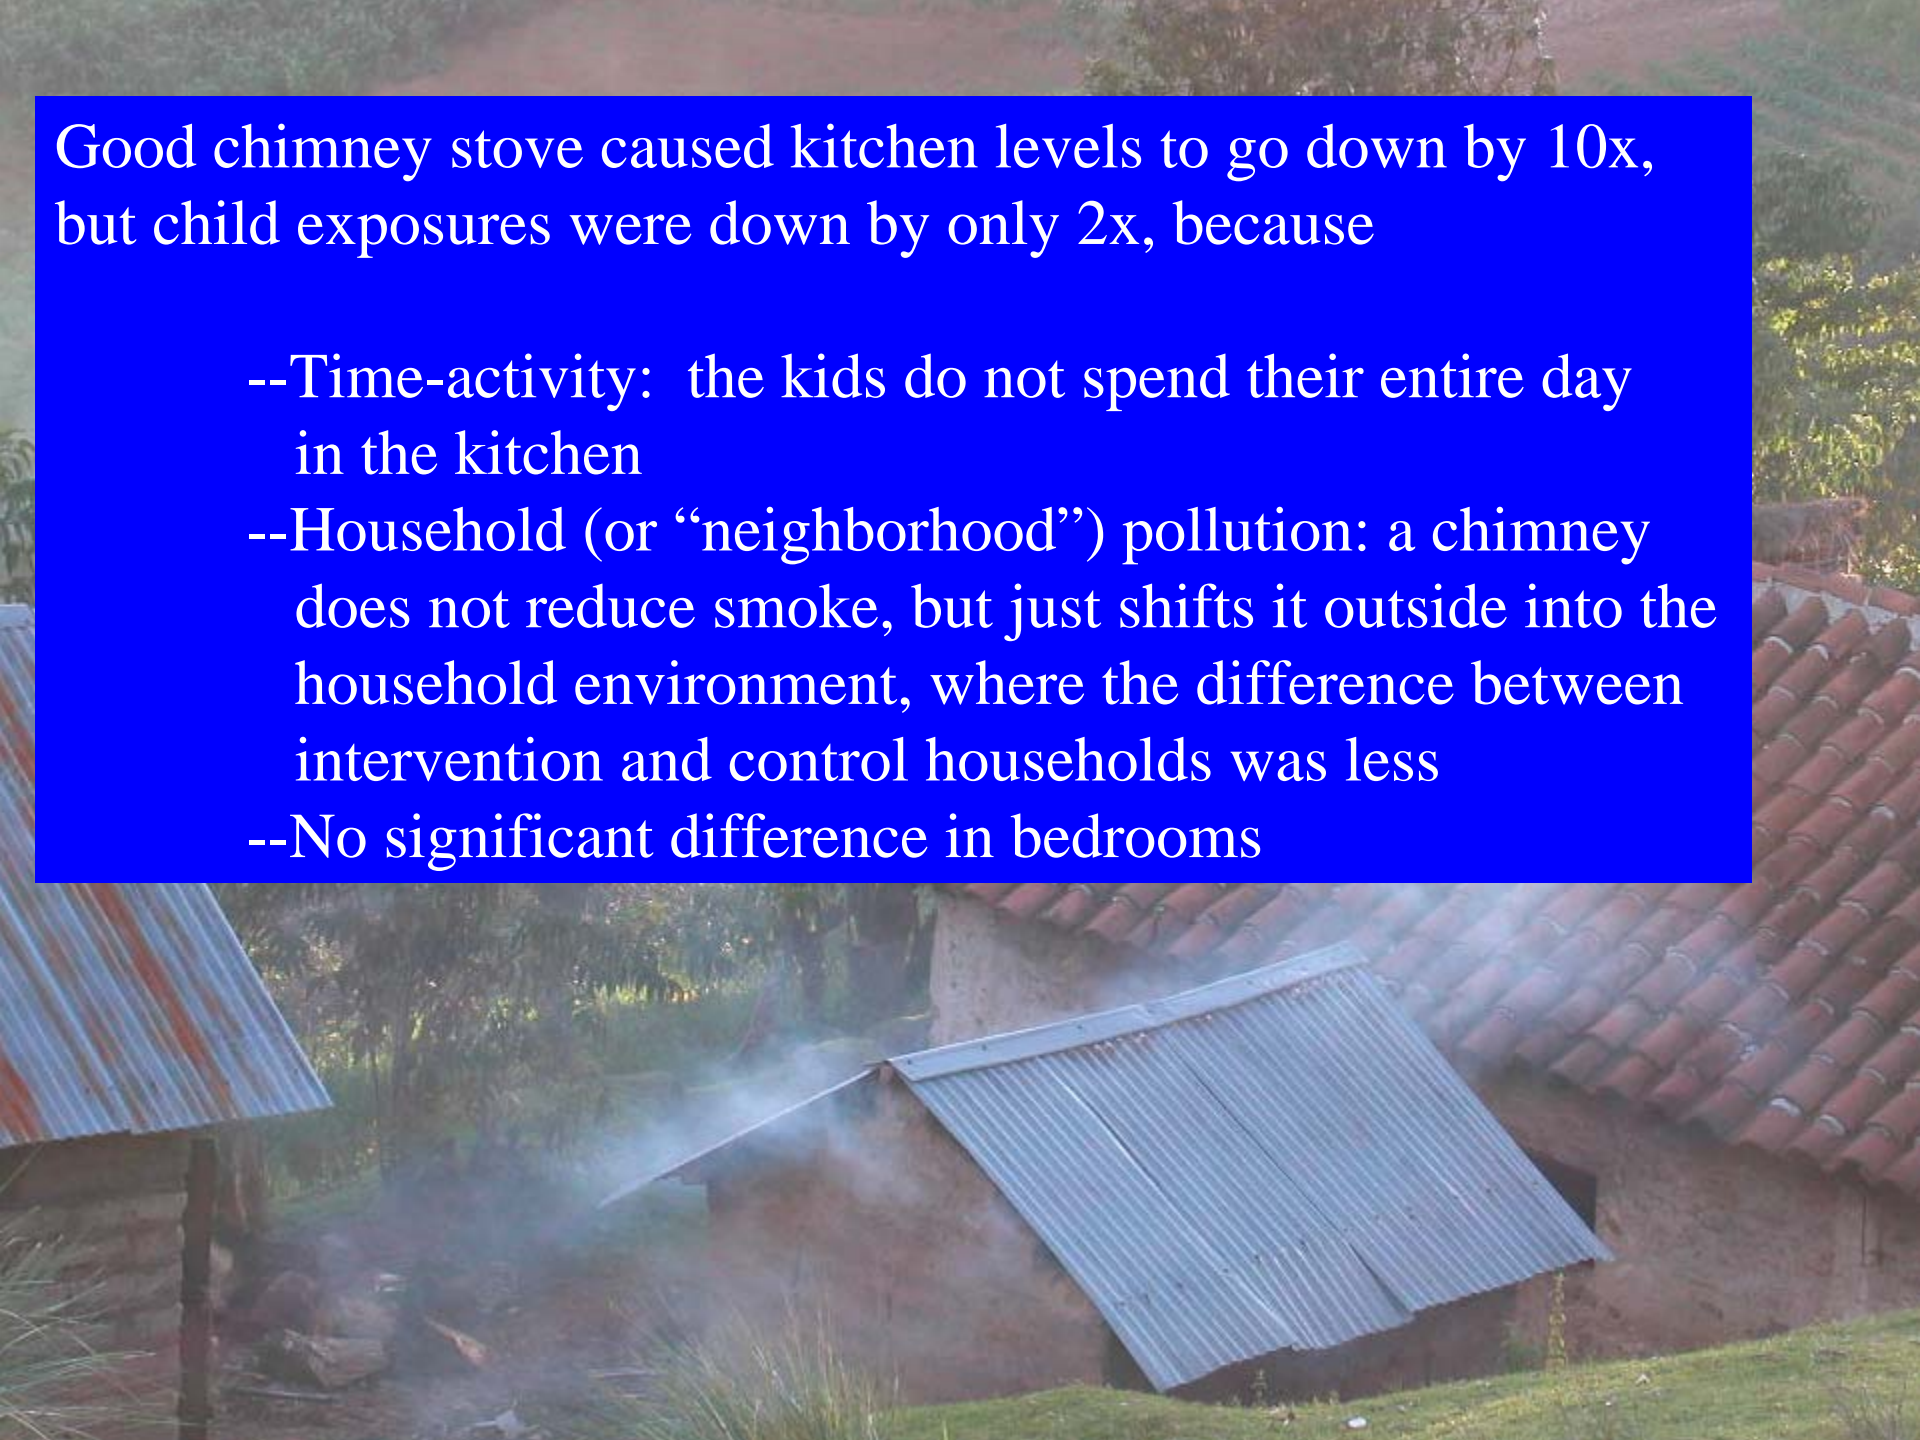 Good chimney stove caused kitchen levels to go down by 10x,
but child exposures were down by only 2x, because
--Time-activity:  the kids do not spend their entire day
in the kitchen
--Household (or “neighborhood”) pollution: a chimney
does not reduce smoke, but just shifts it outside into the
household environment, where the difference between
intervention and control households was less
--No significant difference in bedrooms